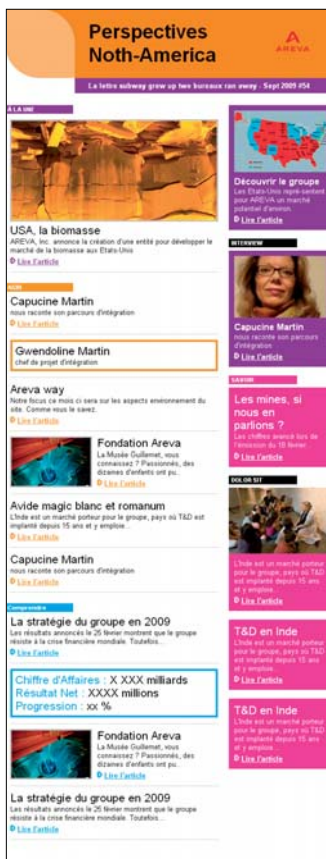 Perspectives
Noth-America
AREVA
La lettre subway grew up two bureaux ran away - Sept 2009 #54
A LA UNE
USA, la biomasse
AREVA, Inc. annonce la création d'une entité pour développer le
marché de la biomasse aux Etats-Unis
Lire l'article
Capucine Martin
nous raconte son parcours d'intégration
Lire l'article
Gwendoline Martin
chef de projet d'intégration
Areva way
Notre focus ce mois ci sera sur les aspects environnement du
site. Comme vous le savez.
Lire l'article
Fondation Areva
La Musée Guillemet, vous
connaissez ? Passionnés, des
dizaines d'enfants ont pu..
Lire l'article
Avide magic blanc et romanum
L'Inde est un marché porteur pour le groupe, pays où T&D est
implanté depuis 15 ans et y emploie...
Lire l'article
Capucine Martin
nous raconte son parcours d'intégration
Lire l'article
Comprendre
La stratégie du groupe en 2009
Les résultats annoncés le 25 février montrent que le groupe
résiste à la crise financière mondiale. Toutefois...
Lire l'article
Chiffre d'Affaires : X XXX milliards
Résultat Net : XXXX millions
Progression : xx %
Fondation Areva
La Musée Guillemet, vous
connaissez ? Passionnés, des
dizaines d'enfants ont pu..
Lire l'article
La stratégie du groupe en 2009
Les résultats annoncés le 25 février montrent que le groupe
résiste à la crise financière mondiale. Toutefois...
Lire l'article
Découvrir le groupe
Les Etats-Unis repré-sentent
pour AREVA un marché
potentiel d'environ.
Lire l'article
INTERVIEW
Capucine Martin
nous raconte son parcours
d'intégration
Lire l'article
SAVOIR
Les mines, si
nous en
parlions ?
Les chiffres avancé lors de
l'émission du 18 février...
Lire l'article
DOLOR SIT
L'Inde est un marché porteur
pour le groupe, pays où T&D
est implanté depuis 15 ans
et y emploie...
Lire l'article
T&D en Inde
L'Inde est un marché porteur
pour le groupe, pays où T&D
est implanté depuis 15 ans
et y emploie...
Lire l'article
T&D en Inde
L'Inde est un marché porteur
pour le groupe, pays où T&D
est implanté depuis 15 ans
et y emploie...
Lire l'article